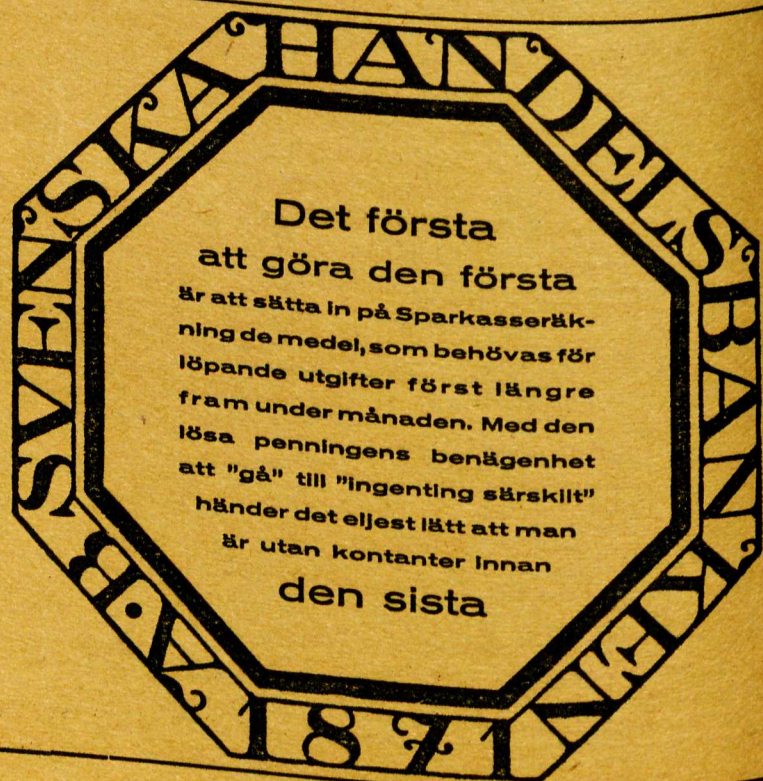 A·B SVENSKA HANDELSBANKEN
1871
Det första
att göra den första
är att sätta in på Sparkasseräk-
ning de medel, som behövas för
löpande utgifter först längre
fram under månaden. Med den
lösa penningens benägenhet
att "gå" till "ingenting särskilt"
händer det eljest lätt att man
är utan kontanter innan
den sista